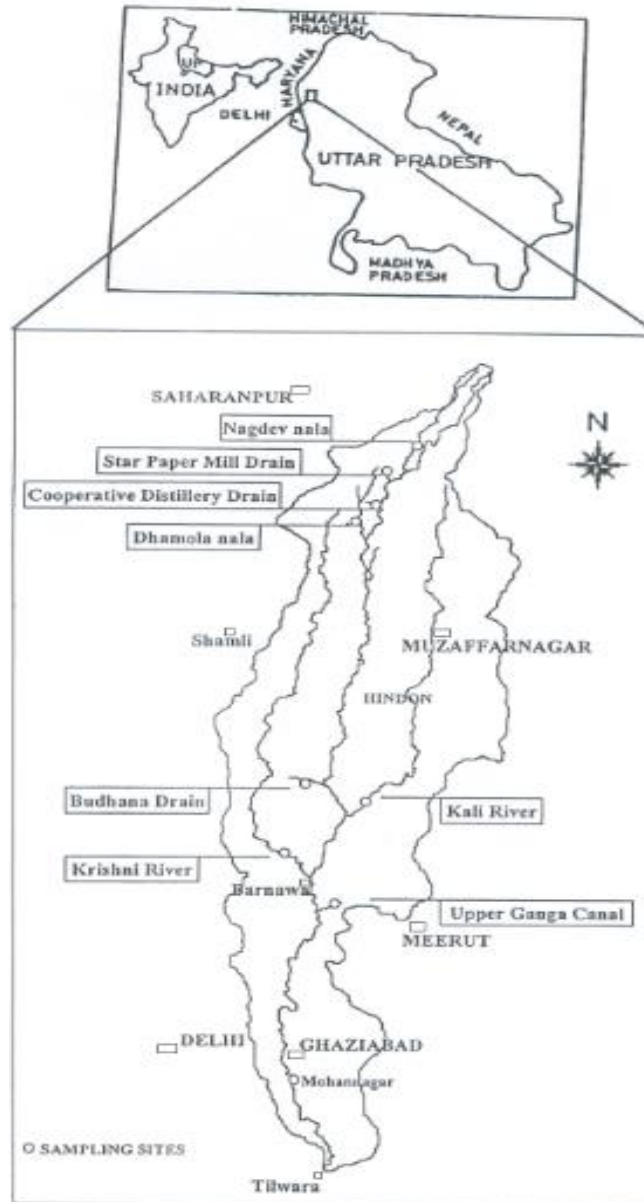 HIMACHAL
PRADESH
UP
INDIA
HARYANA
DELHI
NEPAL
UTTAR PRADESH
MADHYA
PRADESH
SAHARANPUR
N
Nagdev nala
Star Paper Mill Drain
Cooperative Distillery Drain
Dhamola nala
Shamli
MUZAFFARNAGAR
HINDON
Budhana Drain
Kali River
Krishni River
Barnawa
Upper Ganga Canal
MEERUT
DELHI
GHAZIABAD
Mohannagar
SAMPLING SITES
Tilwara